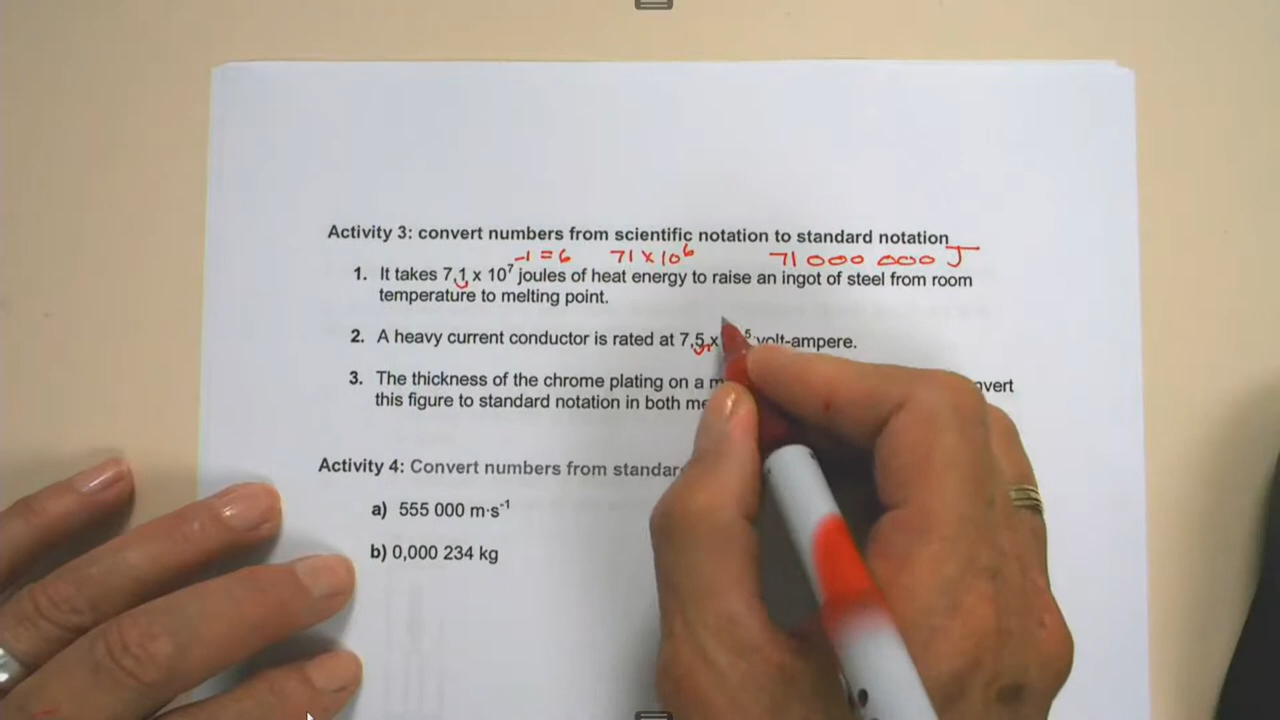 Activity 3: convert numbers from scientific notation to standard notation
-1 = 6 71 x 10⁶ 71 000 000 J
1. It takes 7,1 x 10⁷ joules of heat energy to raise an ingot of steel from room
temperature to melting point.
2. A heavy current conductor is rated at 7,5 x ⁵ volt-ampere.
3. The thickness of the chrome plating on a
this figure to standard notation in both
Activity 4: Convert numbers from
a) 555 000 m·s⁻¹
b) 0,000 234 kg